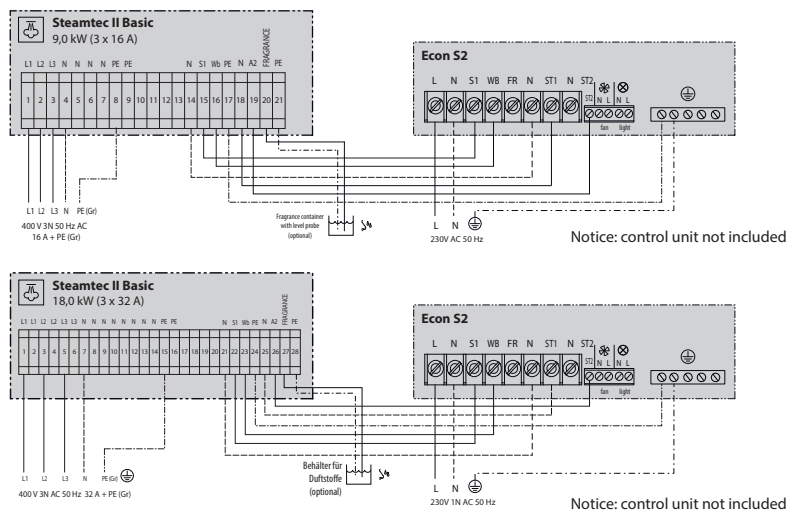 Steamtec II Basic
9,0 kW (3 x 16 A)
L1 L2 L3 N N N N PE PE N S1 Wb PE N A2 FRAGRANCE PE
1 2 3 4 5 6 7 8 9 10 11 12 13 14 15 16 17 18 19 20 21
L1 L2 L3 N PE (Gr)
400 V 3N 50 Hz AC
16 A + PE (Gr)
Fragrance container
with level probe
(optional)
Econ S2
L N S1 WB FR N ST1 N ST2
ST2 N L N L
fan light
L N
230V AC 50 Hz
Notice: control unit not included
Steamtec II Basic
18,0 kW (3 x 32 A)
L1 L1 L2 L2 L3 L3 N N N N N N N PE PE N S1 Wb PE N A2 FRAGRANCE PE
1 2 3 4 5 6 7 8 9 10 11 12 13 14 15 16 17 18 19 20 21 22 23 24 25 26 27 28
L1 L2 L3 N PE (Gr)
400 V 3N AC 50 Hz 32 A + PE (Gr)
Behälter für
Duftstoffe
(optional)
Econ S2
L N S1 WB FR N ST1 N ST2
ST2 N L N L
fan light
L N
230V 1N AC 50 Hz
Notice: control unit not included